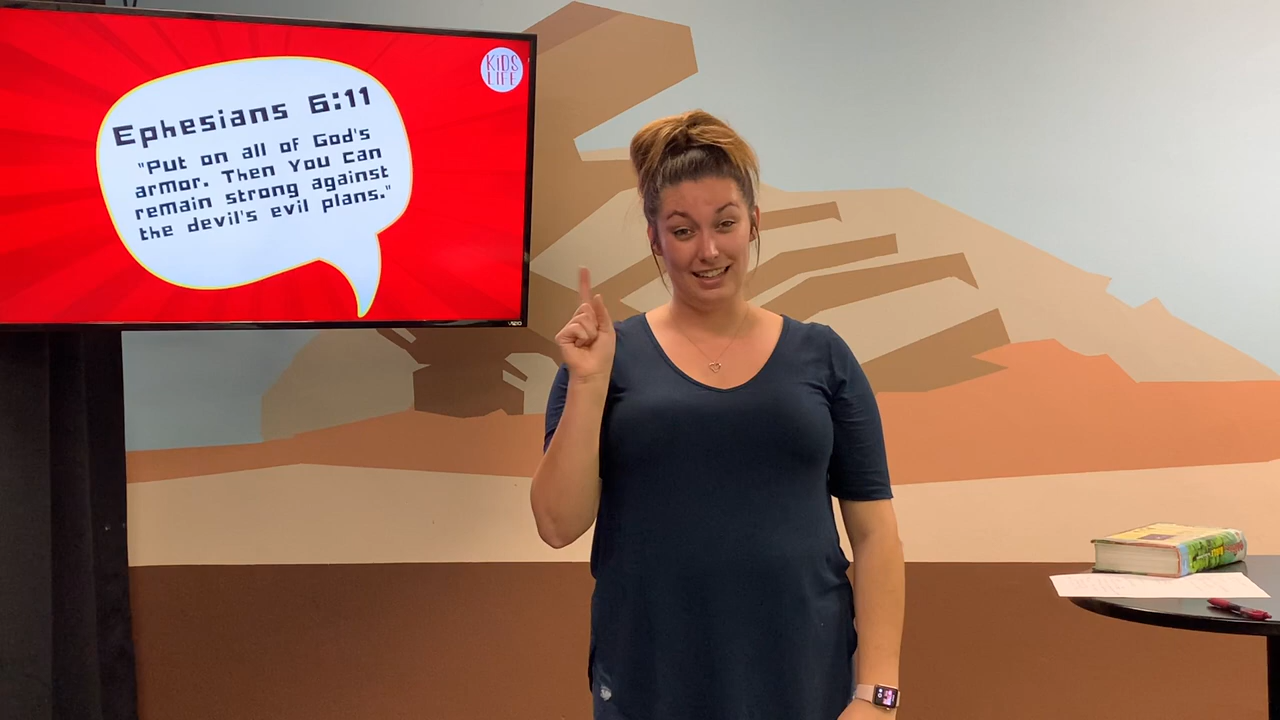 KiDS
LIFE
Ephesians 6:11
"Put on all of God's
armor. Then You Can
remain strong against
the devil's evil plans."
VIZIO